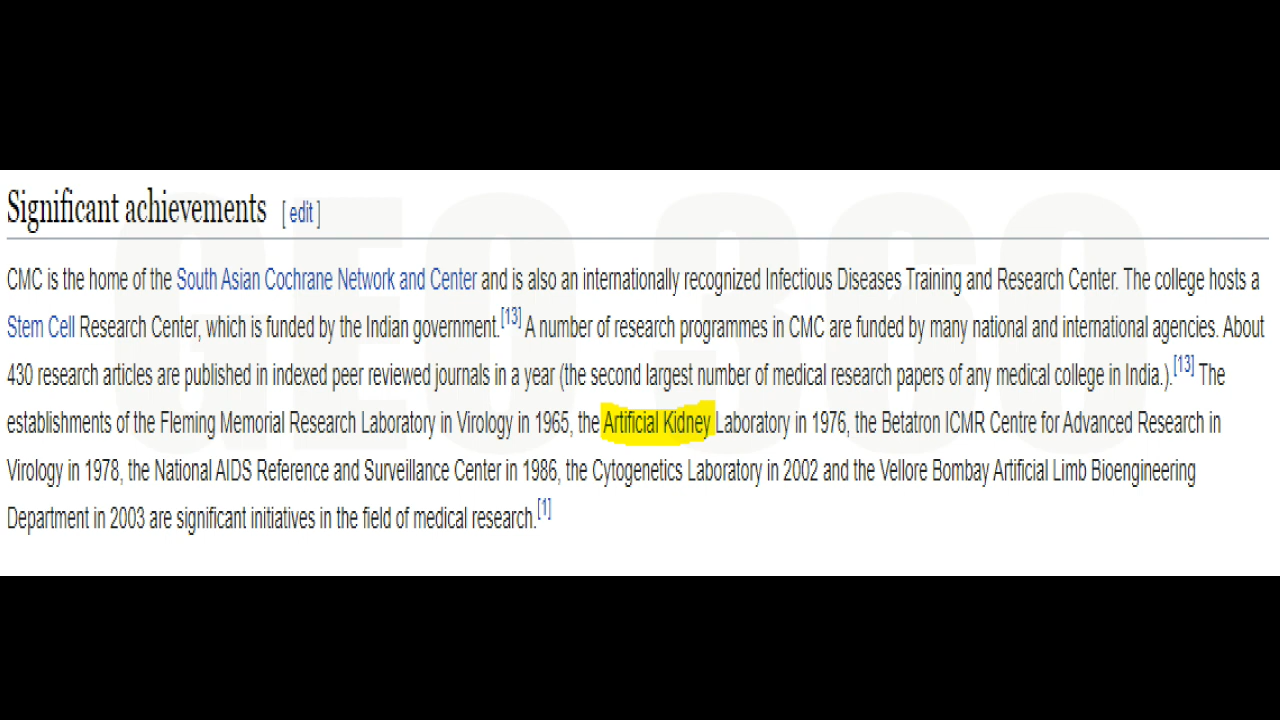 Significant achievements [ edit ]
CMC is the home of the South Asian Cochrane Network and Center and is also an internationally recognized Infectious Diseases Training and Research Center. The college hosts a
Stem Cell Research Center, which is funded by the Indian government.[13] A number of research programmes in CMC are funded by many national and international agencies. About
430 research articles are published in indexed peer reviewed journals in a year (the second largest number of medical research papers of any medical college in India.).[13] The
establishments of the Fleming Memorial Research Laboratory in Virology in 1965, the Artificial Kidney Laboratory in 1976, the Betatron ICMR Centre for Advanced Research in
Virology in 1978, the National AIDS Reference and Surveillance Center in 1986, the Cytogenetics Laboratory in 2002 and the Vellore Bombay Artificial Limb Bioengineering
Department in 2003 are significant initiatives in the field of medical research.[1]
GEO 360